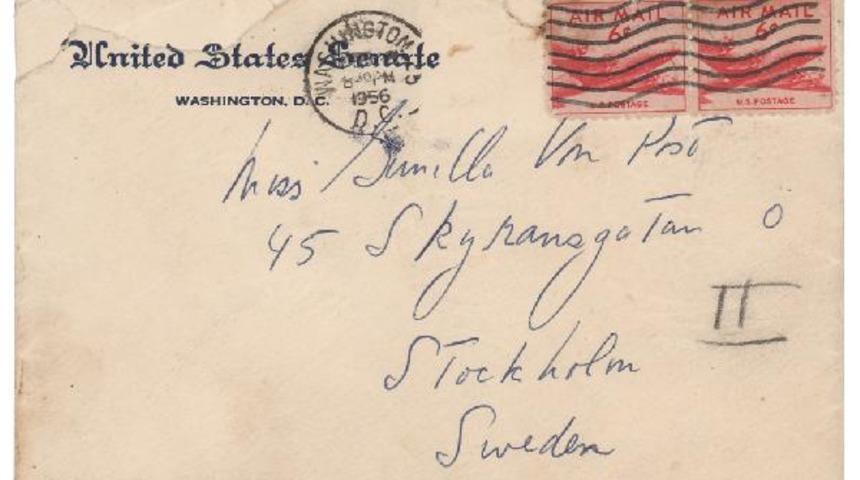 United States Senate
WASHINGTON, D. C.
WASHINGTON
1956
D.C.
AIR MAIL
6¢
U.S. POSTAGE
AIR MAIL
6¢
U.S. POSTAGE
Miss Gunilla Von Post
45 Skyransgatan O
Stockholm
Sweden
II